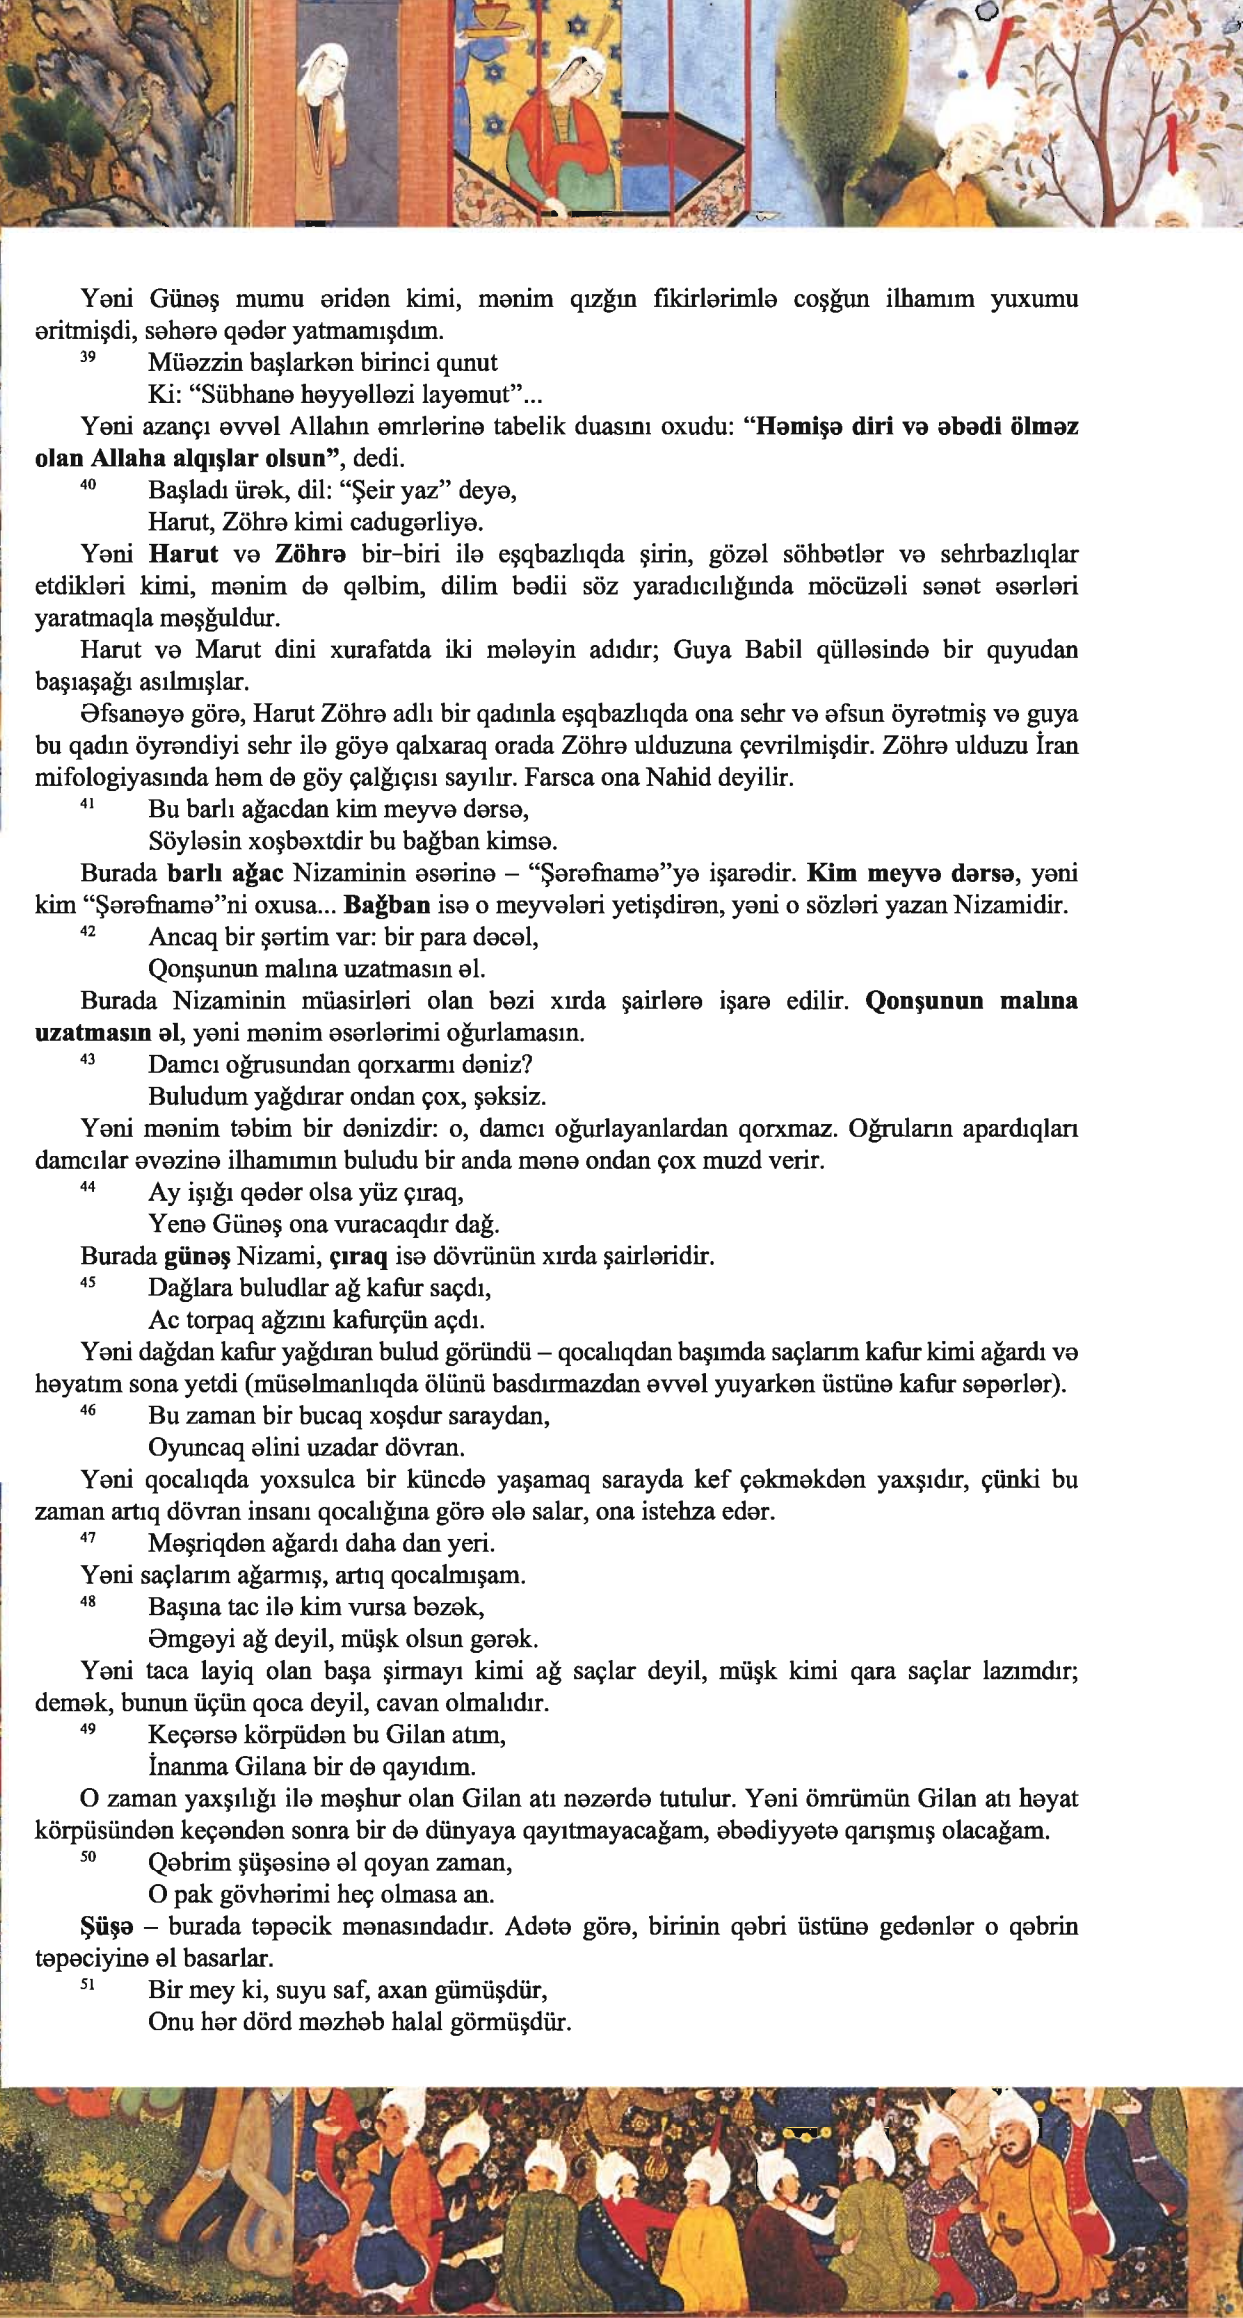 Yəni Günəş mumu əridən kimi, mənim qızğın fikirlərimlə coşğun ilhamım yuxumu
əritmişdi, səhərə qədər yatmamışdım.
39 Müəzzin başlarkən birinci qunut
Ki: “Sübhanə həyyəlləzi layəmut”...
Yəni azançı əvvəl Allahın əmrlərinə tabelik duasını oxudu: “Həmişə diri və əbədi ölməz
olan Allaha alqışlar olsun”, dedi.
40 Başladı ürək, dil: “Şeir yaz” deyə,
Harut, Zöhrə kimi cadugərliyə.
Yəni Harut və Zöhrə bir-biri ilə eşqbazlıqda şirin, gözəl söhbətlər və sehrbazlıqlar
etdikləri kimi, mənim də qəlbim, dilim bədii söz yaradıcılığında möcüzəli sənət əsərləri
yaratmaqla məşğuldur.
Harut və Marut dini xurafatda iki mələyin adıdır; Guya Babil qülləsində bir quyudan
başıaşağı asılmışlar.
Əfsanəyə görə, Harut Zöhrə adlı bir qadınla eşqbazlıqda ona sehr və əfsun öyrətmiş və guya
bu qadın öyrəndiyi sehr ilə göyə qalxaraq orada Zöhrə ulduzuna çevrilmişdir. Zöhrə ulduzu İran
mifologiyasında həm də göy çalğıçısı sayılır. Farsca ona Nahid deyilir.
41 Bu barlı ağacdan kim meyvə dərsə,
Söyləsin xoşbəxtdir bu bağban kimsə.
Burada barlı ağac Nizaminin əsərinə – “Şərəfnamə”yə işarədir. Kim meyvə dərsə, yəni
kim “Şərəfnamə”ni oxusa... Bağban isə o meyvələri yetişdirən, yəni o sözləri yazan Nizamidir.
42 Ancaq bir şərtim var: bir para dəcəl,
Qonşunun malına uzatmasın əl.
Burada Nizaminin müasirləri olan bəzi xırda şairlərə işarə edilir. Qonşunun malına
uzatmasın əl, yəni mənim əsərlərimi oğurlamasın.
43 Damcı oğrusundan qorxarmı dəniz?
Buludum yağdırar ondan çox, şəksiz.
Yəni mənim təbim bir dənizdir: o, damcı oğurlayanlardan qorxmaz. Oğruların apardıqları
damcılar əvəzinə ilhamımın buludu bir anda mənə ondan çox muzd verir.
44 Ay işığı qədər olsa yüz çıraq,
Yenə Günəş ona vuracaqdır dağ.
Burada günəş Nizami, çıraq isə dövrünün xırda şairləridir.
45 Dağlara buludlar ağ kafur saçdı,
Ac torpaq ağzını kafurçün açdı.
Yəni dağdan kafur yağdıran bulud göründü – qocalıqdan başımda saçlarım kafur kimi ağardı və
həyatım sona yetdi (müsəlmanlıqda ölünü basdırmazdan əvvəl yuyarkən üstünə kafur səpərlər).
46 Bu zaman bir bucaq xoşdur saraydan,
Oyuncaq əlini uzadar dövran.
Yəni qocalıqda yoxsulca bir küncdə yaşamaq sarayda kef çəkməkdən yaxşıdır, çünki bu
zaman artıq dövran insanı qocalığına görə ələ salar, ona istehza edər.
47 Məşriqdən ağardı daha dan yeri.
Yəni saçlarım ağarmış, artıq qocalmışam.
48 Başına tac ilə kim vursa bəzək,
Əmgəyi ağ deyil, müşk olsun gərək.
Yəni taca layiq olan başa şirmayı kimi ağ saçlar deyil, müşk kimi qara saçlar lazımdır;
demək, bunun üçün qoca deyil, cavan olmalıdır.
49 Keçərsə körpüdən bu Gilan atım,
İnanma Gilana bir də qayıdım.
O zaman yaxşılığı ilə məşhur olan Gilan atı nəzərdə tutulur. Yəni ömrümün Gilan atı həyat
körpüsündən keçəndən sonra bir də dünyaya qayıtmayacağam, əbədiyyətə qarışmış olacağam.
50 Qəbrim şüşəsinə əl qoyan zaman,
O pak gövhərimi heç olmasa an.
Şüşə – burada təpəcik mənasındadır. Adətə görə, birinin qəbri üstünə gedənlər o qəbrin
təpəciyinə əl basarlar.
51 Bir mey ki, suyu saf, axan gümüşdür,
Onu hər dörd məzhəb halal görmüşdür.